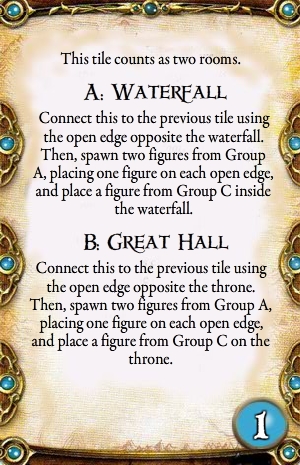 This tile counts as two rooms.
A: Waterfall
Connect this to the previous tile using
the open edge opposite the waterfall.
Then, spawn two figures from Group
A, placing one figure on each open edge,
and place a figure from Group C inside
the waterfall.
B: Great Hall
Connect this to the previous tile using
the open edge opposite the throne.
Then, spawn two figures from Group A,
placing one figure on each open edge,
and place a figure from Group C on the
throne.
1